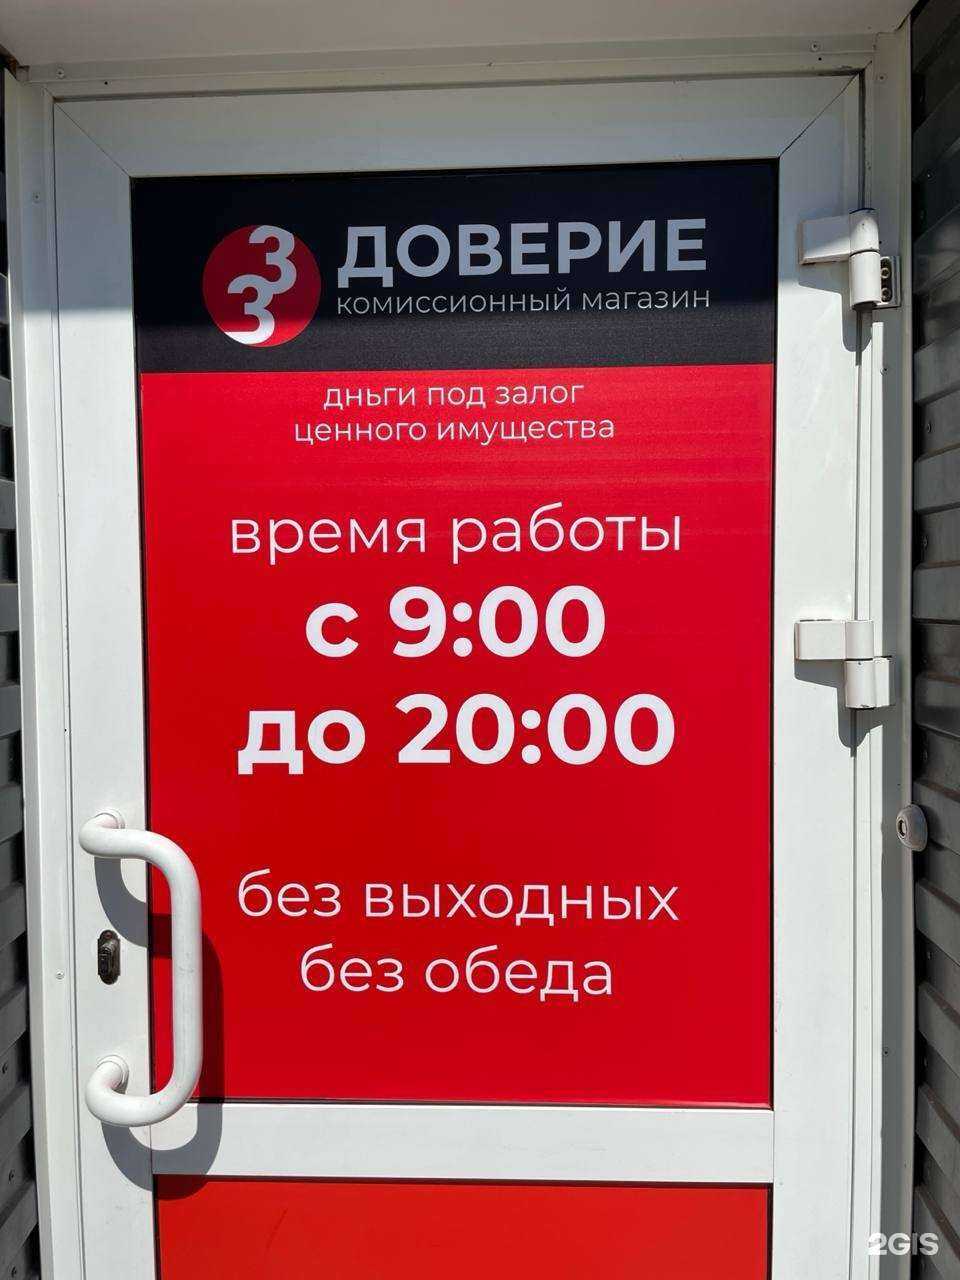 33 ДОВЕРИЕ
комиссионный магазин
дньги под залог
ценного имущества
время работы
с 9:00
до 20:00
без выходных
без обеда
2GIS